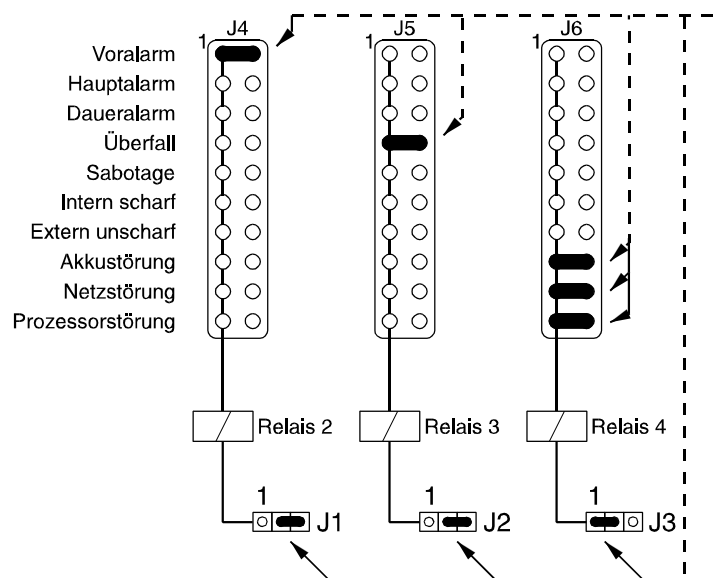 J4 J5 J6
1 1 1
Voralarm
Hauptalarm
Daueralarm
Überfall
Sabotage
Intern scharf
Extern unscharf
Akkustörung
Netzstörung
Prozessorstörung
Relais 2 Relais 3 Relais 4
1 1 1
J1 J2 J3